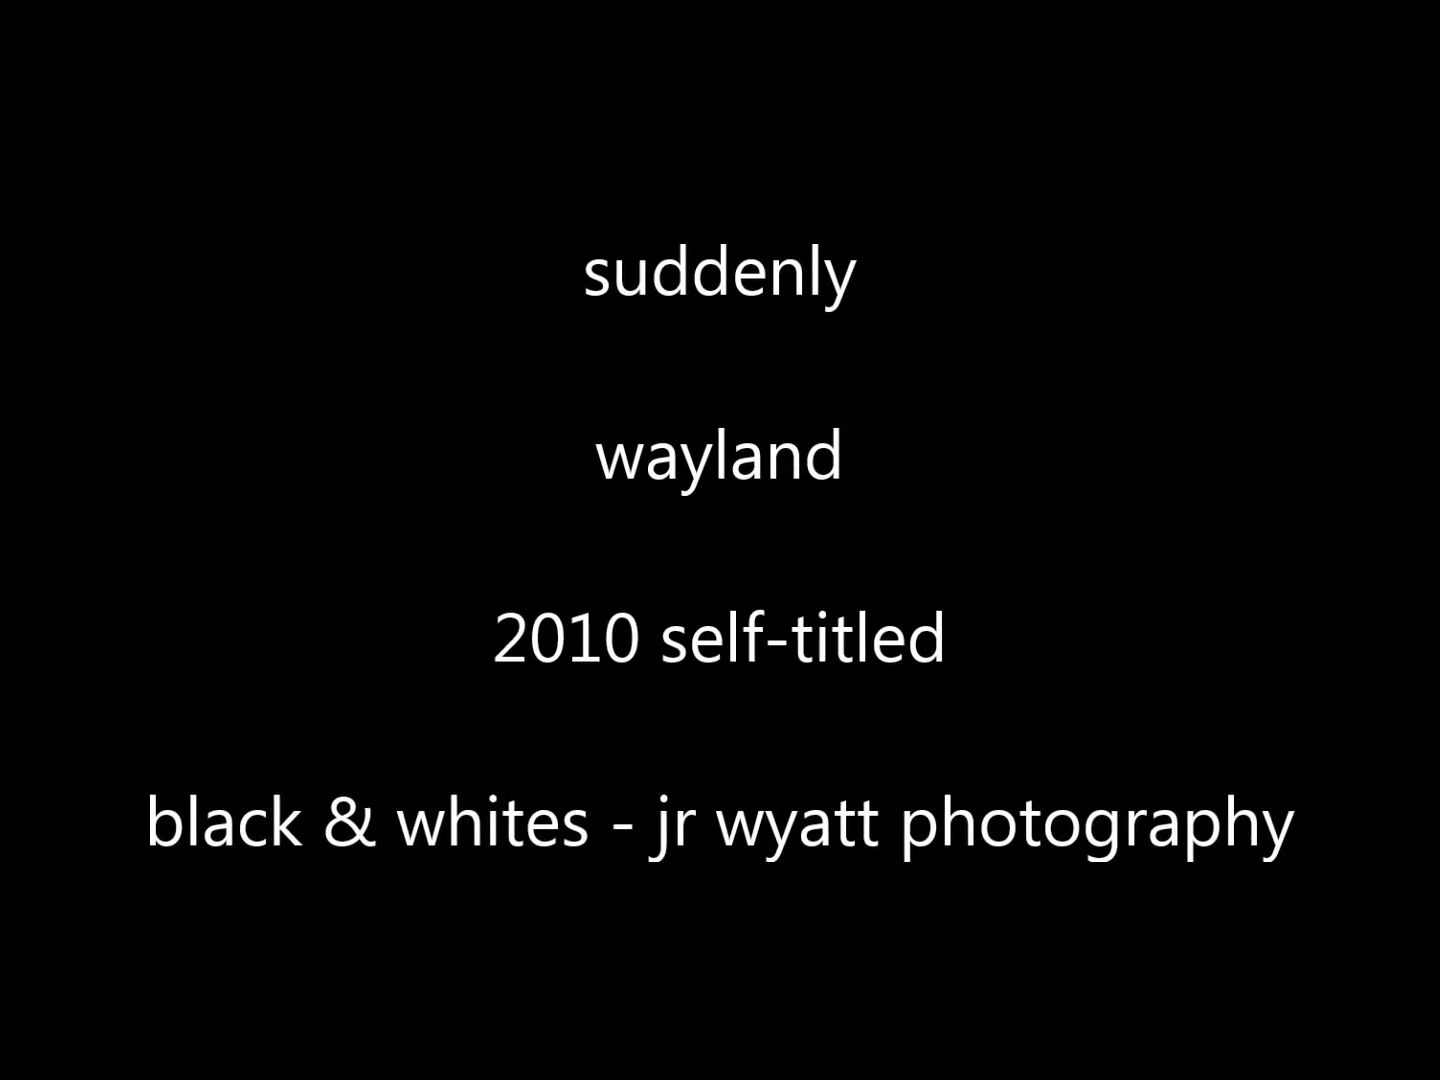 suddenly
wayland
2010 self-titled
black & whites - jr wyatt photography